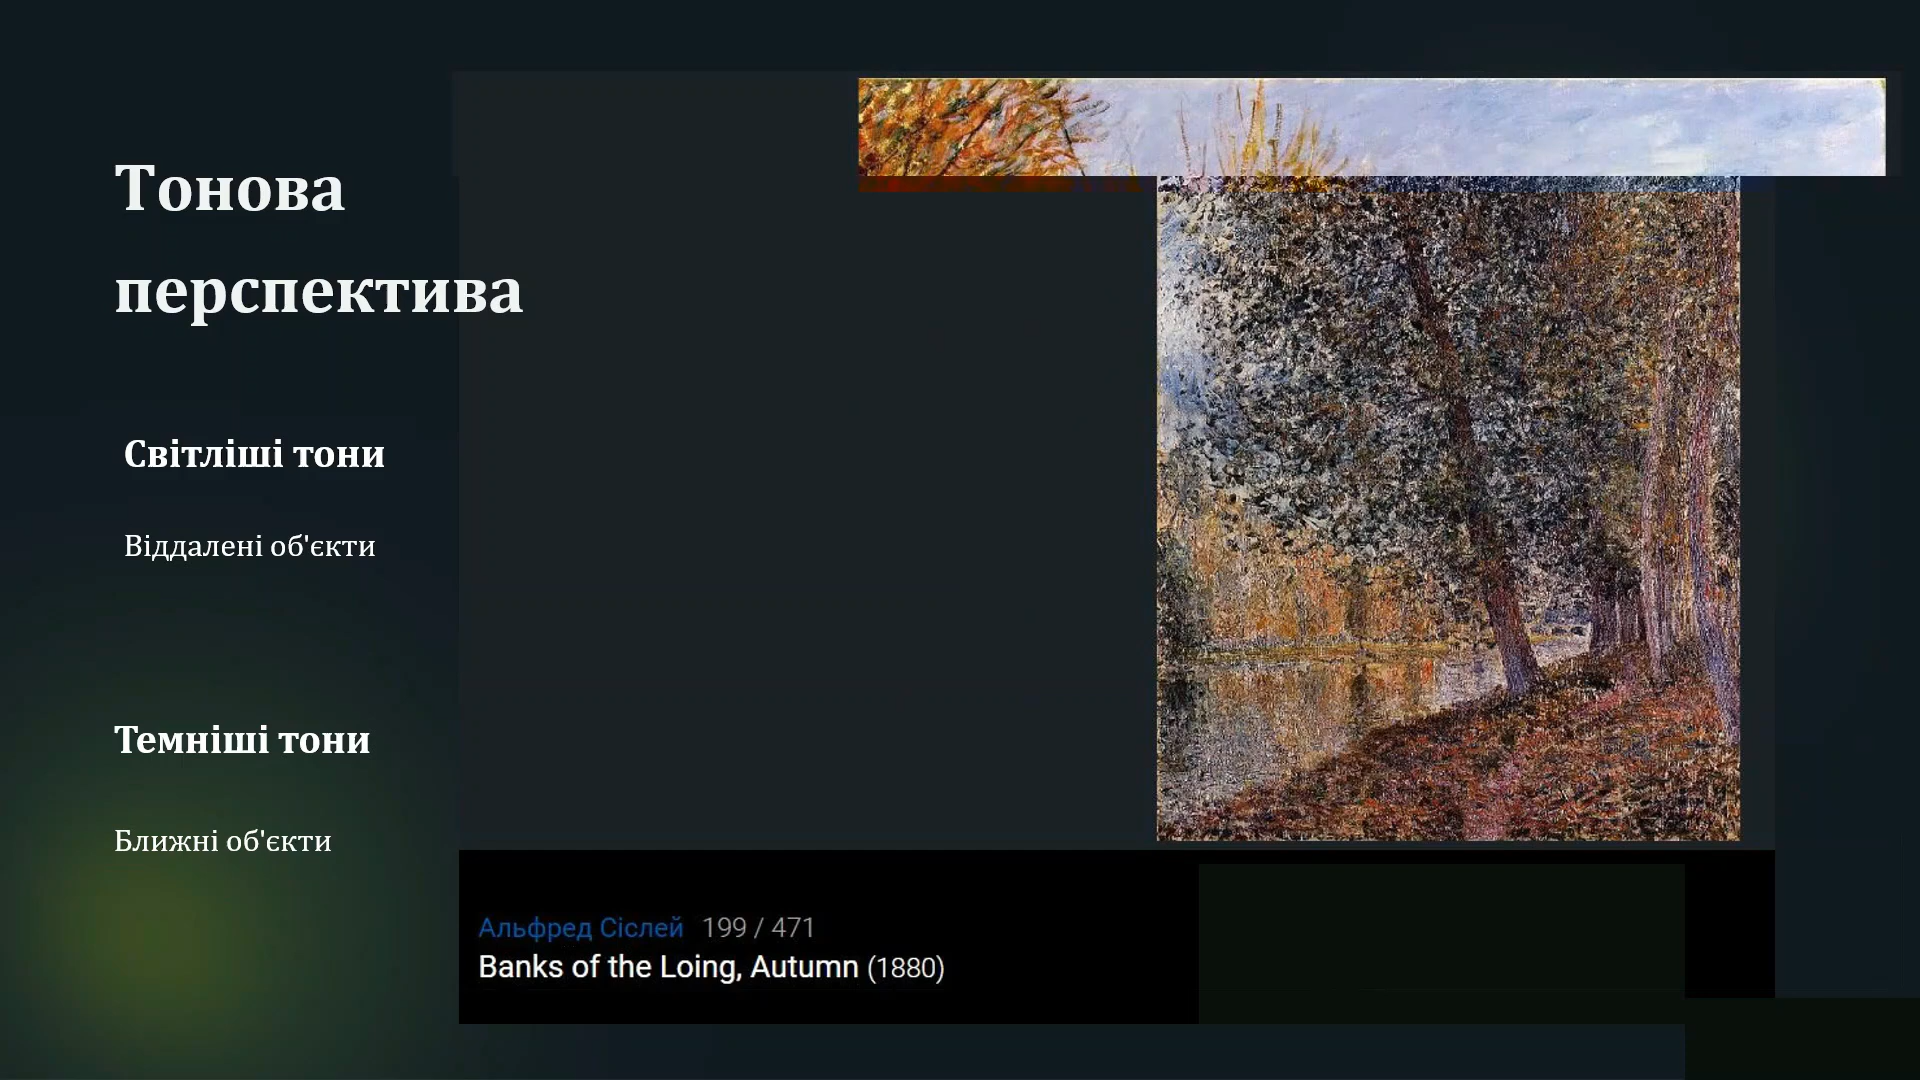 Тонова
перспектива
Світліші тони
Віддалені об'єкти
Темніші тони
Ближні об'єкти
Альфред Сіслей 199 / 471
Banks of the Loing, Autumn (1880)